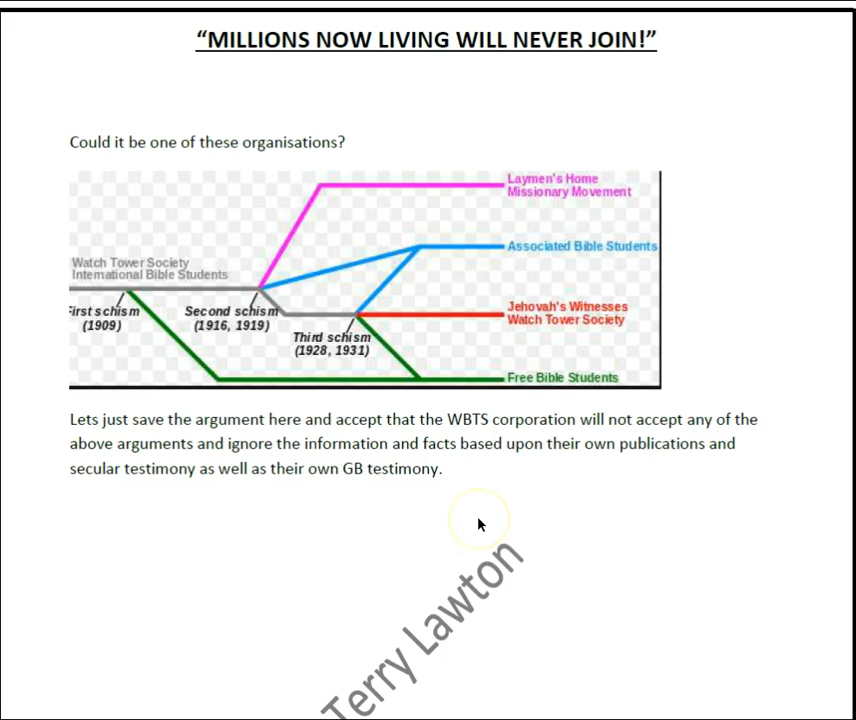 “MILLIONS NOW LIVING WILL NEVER JOIN!”
Could it be one of these organisations?
Laymen's Home
Missionary Movement
Associated Bible Students
Watch Tower Society
International Bible Students
First schism
(1909)
Second schism
(1916, 1919)
Jehovah's Witnesses
Watch Tower Society
Third schism
(1928, 1931)
Free Bible Students
Lets just save the argument here and accept that the WBTS corporation will not accept any of the
above arguments and ignore the information and facts based upon their own publications and
secular testimony as well as their own GB testimony.
Terry Lawton